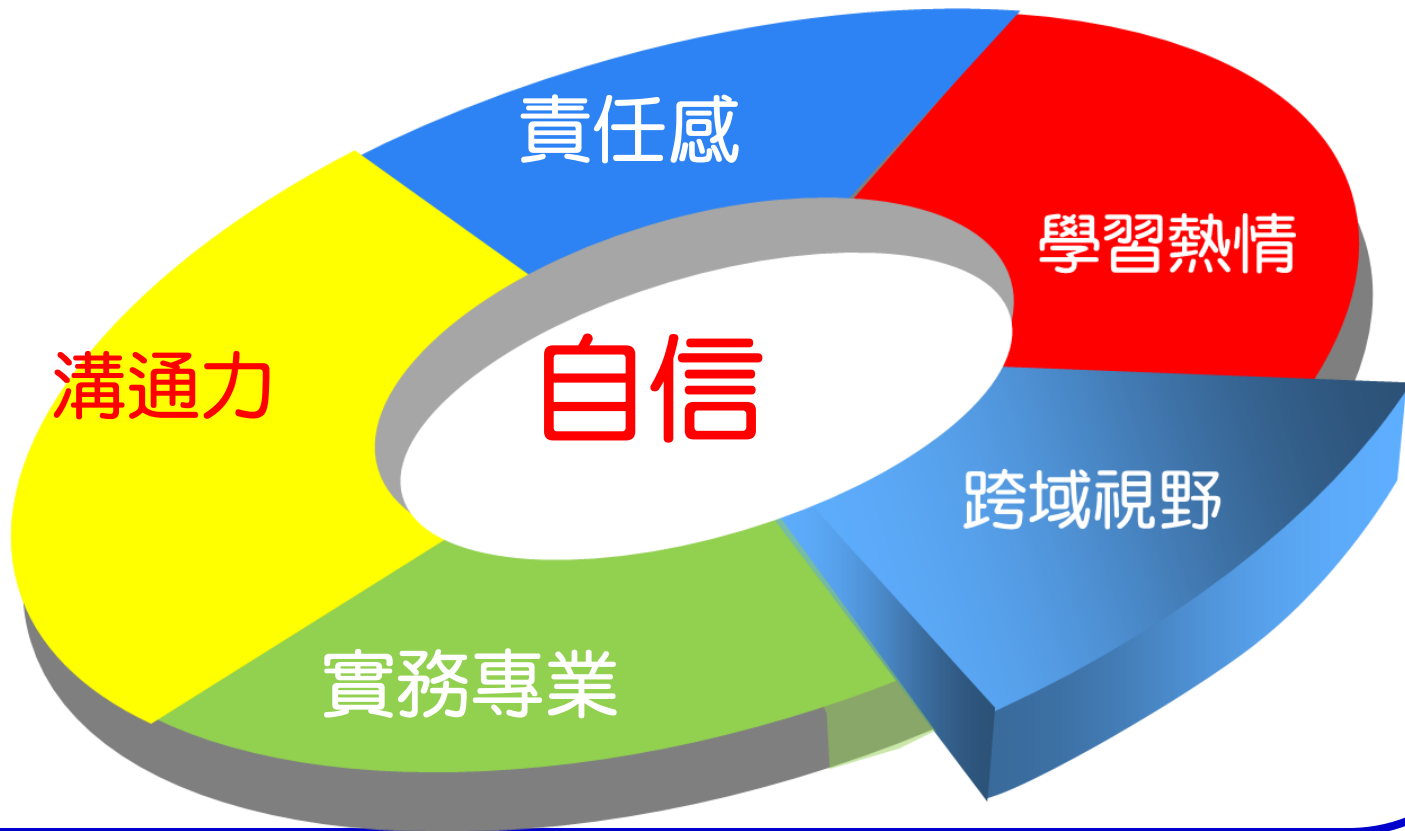 責任感
學習熱情
溝通力
自信
跨域視野
實務專業